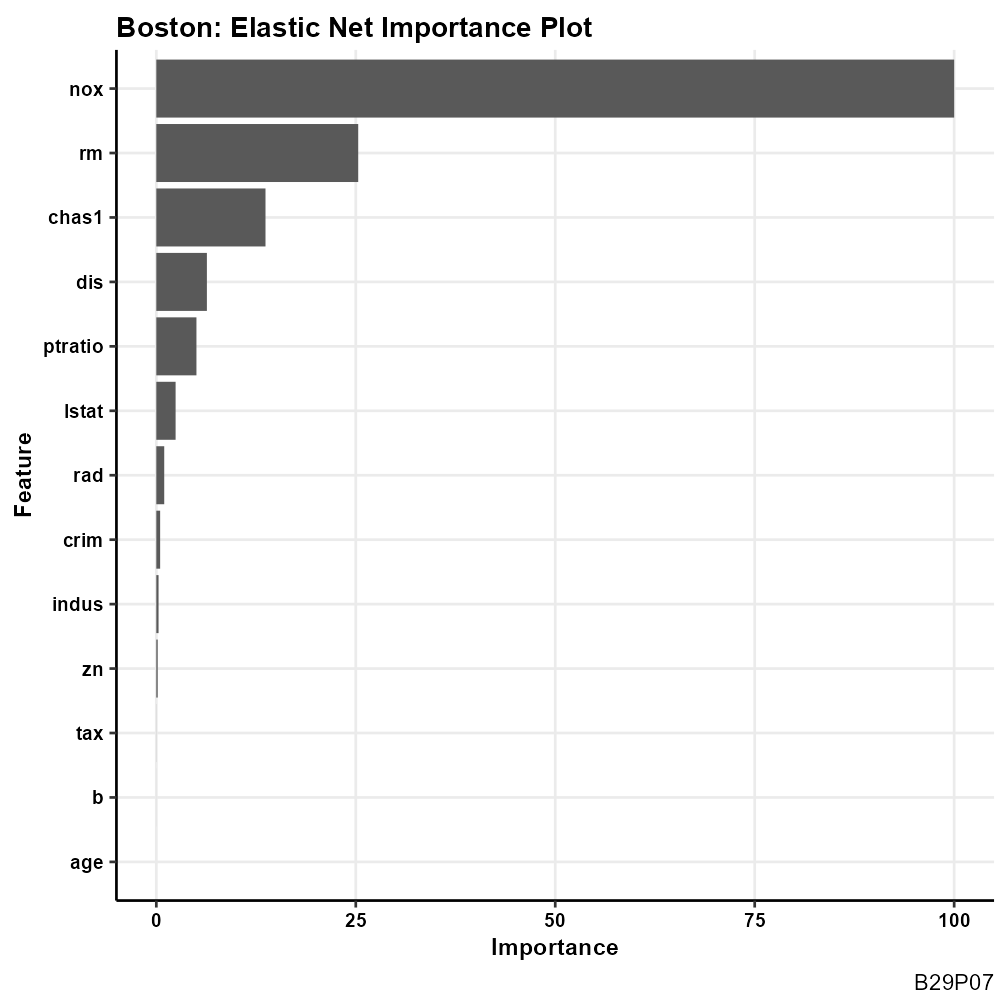 Boston: Elastic Net Importance Plot
nox
rm
chas1
dis
ptratio
lstat
rad
crim
indus
zn
tax
b
age
Feature
0 25 50 75 100
Importance
B29P07